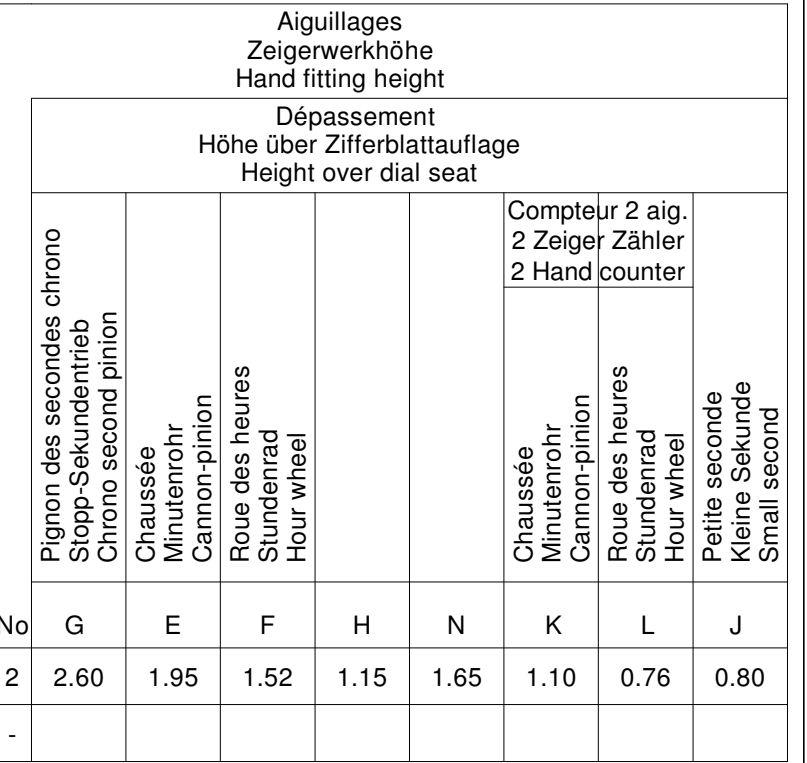 Aiguillages
Zeigerwerkhöhe
Hand fitting height
Dépassement
Höhe über Zifferblattauflage
Height over dial seat
Pignon des secondes chrono
Stopp-Sekundentrieb
Chrono second pinion
Chaussée
Minutenrohr
Cannon-pinion
Roue des heures
Stundenrad
Hour wheel
Compteur 2 aig.
2 Zeiger Zähler
2 Hand counter
Chaussée
Minutenrohr
Cannon-pinion
Roue des heures
Stundenrad
Hour wheel
Petite seconde
Kleine Sekunde
Small second
No G E F H N K L J
2 2.60 1.95 1.52 1.15 1.65 1.10 0.76 0.80
-